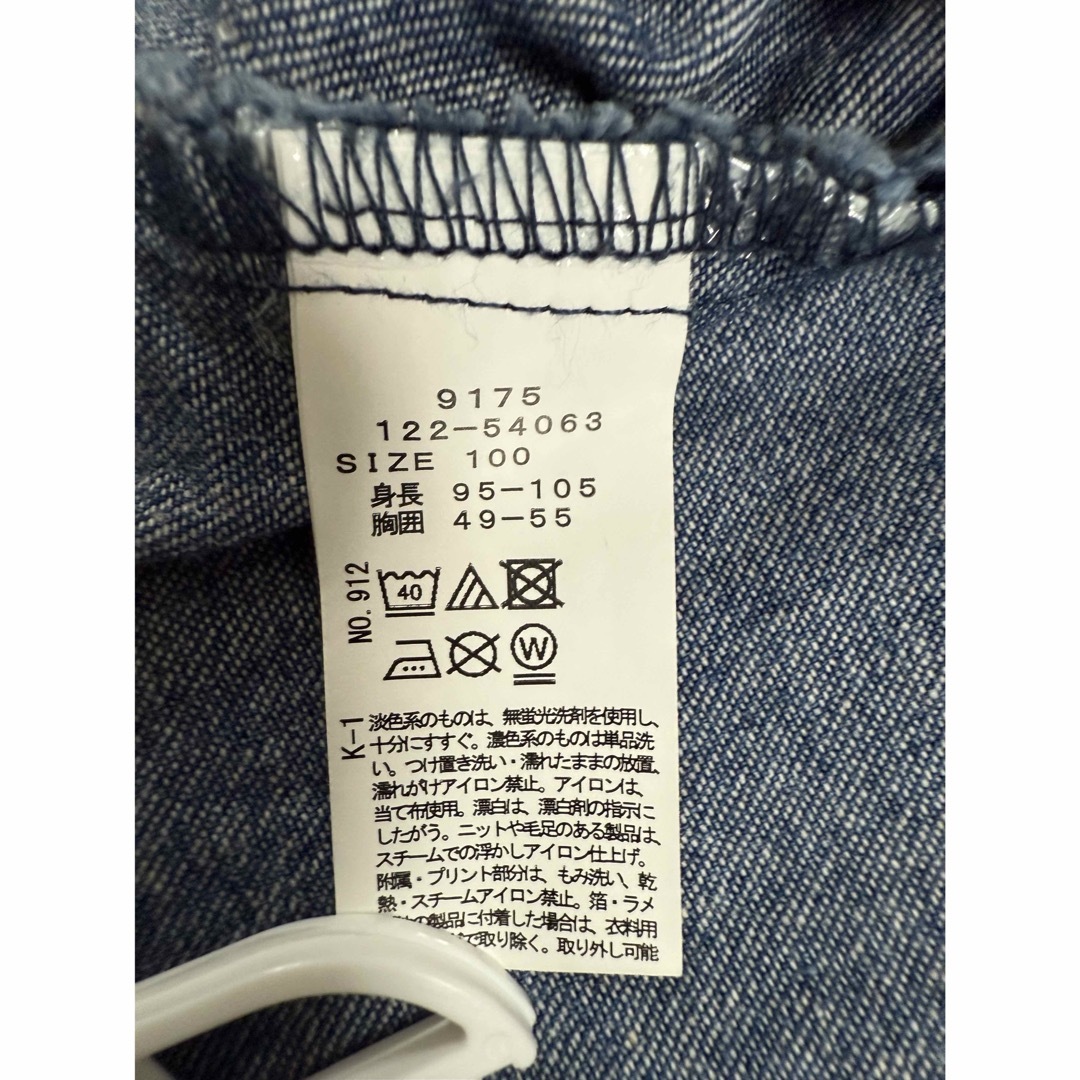 9175
122-54063
SIZE 100
身長 95-105
胸囲 49-55
NO.912
40
W
K-1
淡色系のものは、無蛍光洗剤を使用し、
十分にすすぐ。濃色系のものは単品洗
い。つけ置き洗い・濡れたままの放置、
濡れがけアイロン禁止。アイロンは、
当て布使用。漂白は、漂白剤の指示に
したがう。ニットや毛足のある製品は、
スチームでの浮かしアイロン仕上げ。
附属・プリント部分は、もみ洗い、乾
熱・スチームアイロン禁止。箔・ラメ
の製品に付着した場合は、衣料用
で取り除く。取り外し可能